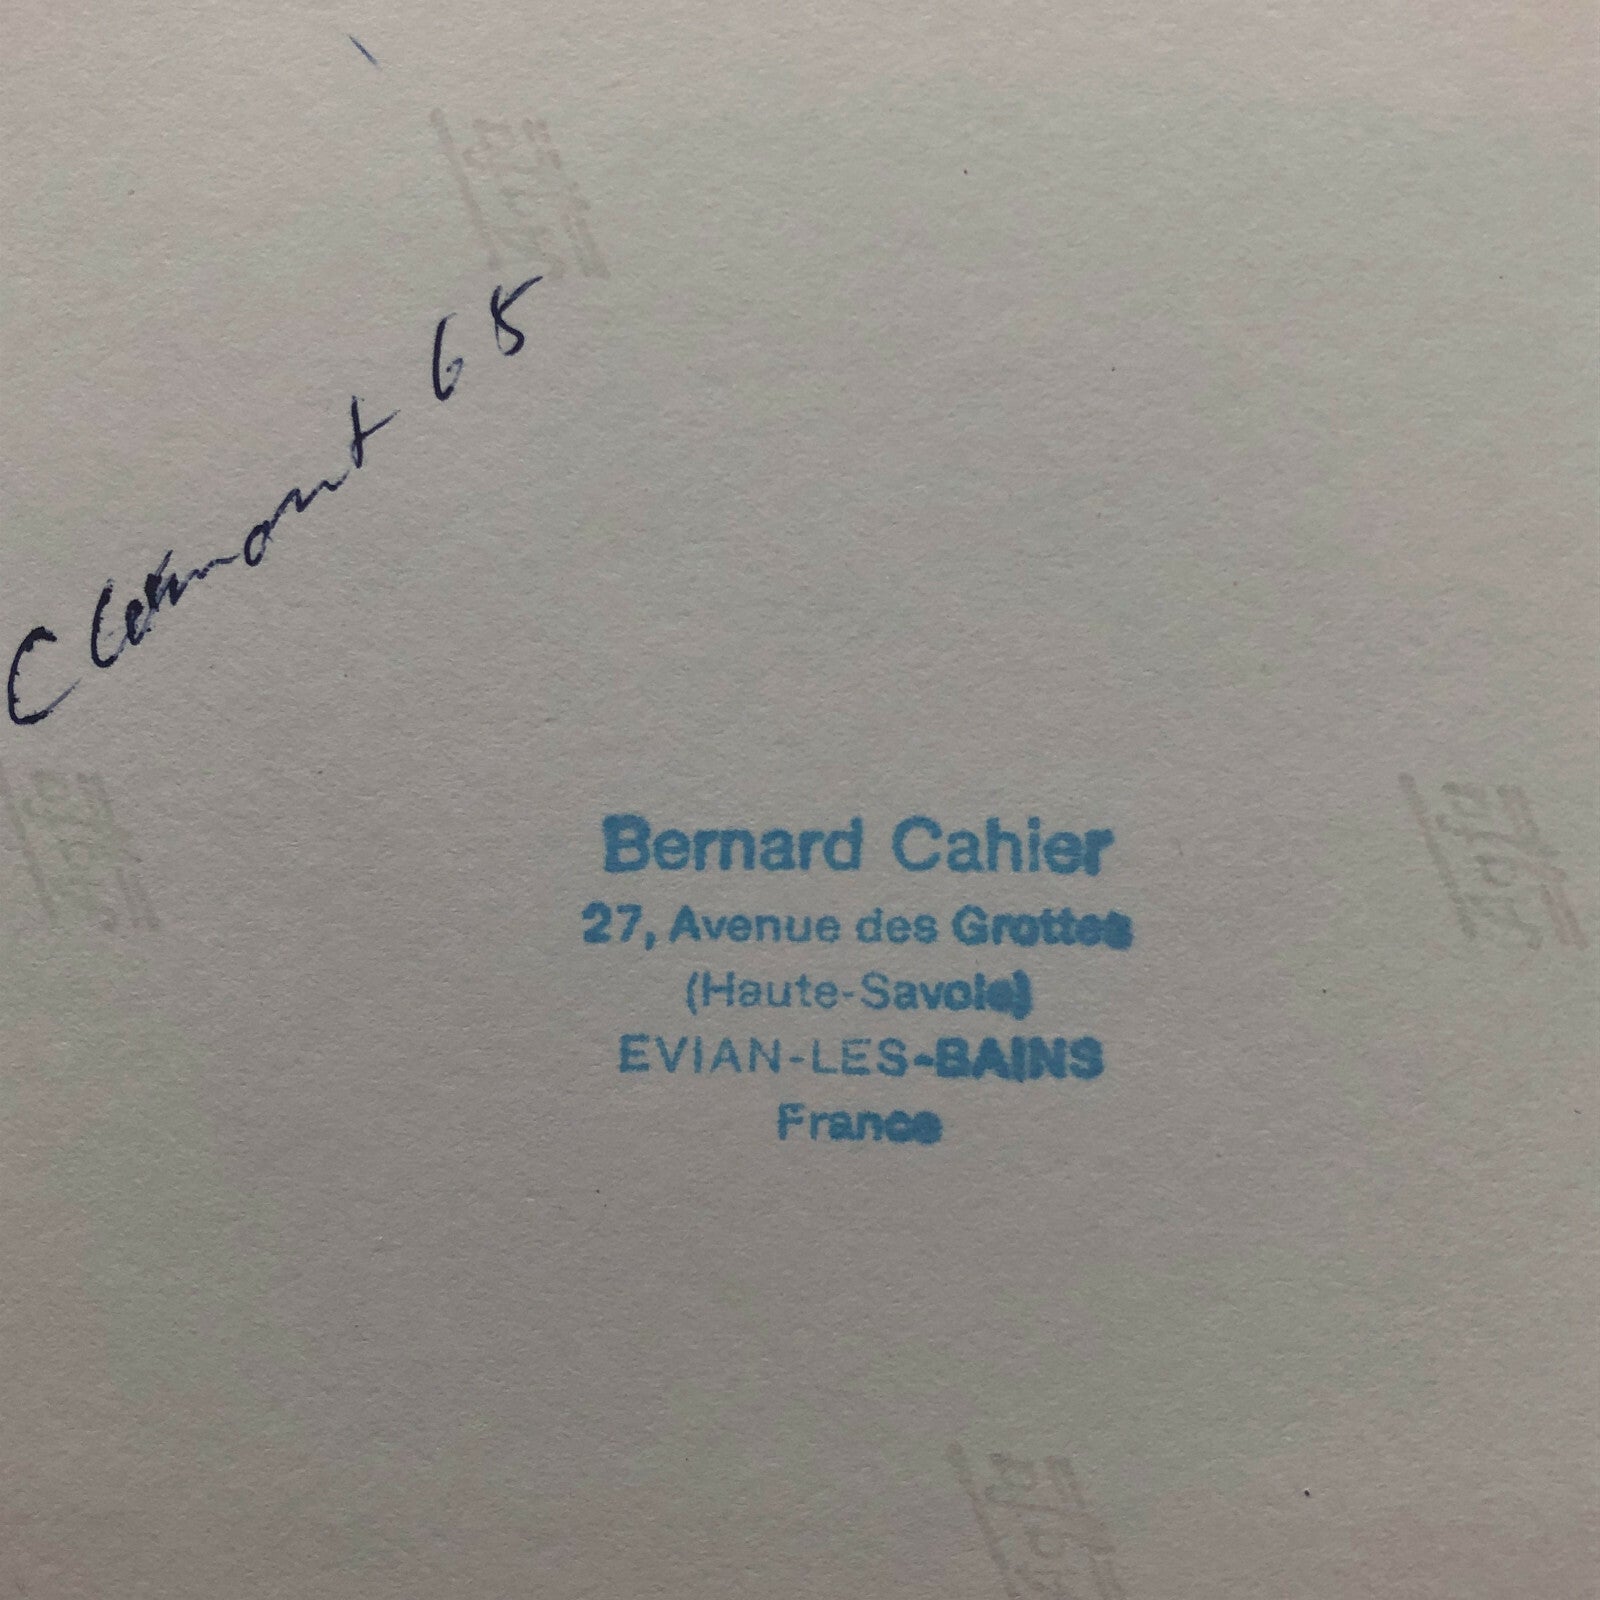 Clermont 65
Bernard Cahier
27, Avenue des Grottes
(Haute-Savoie)
EVIAN-LES-BAINS
France